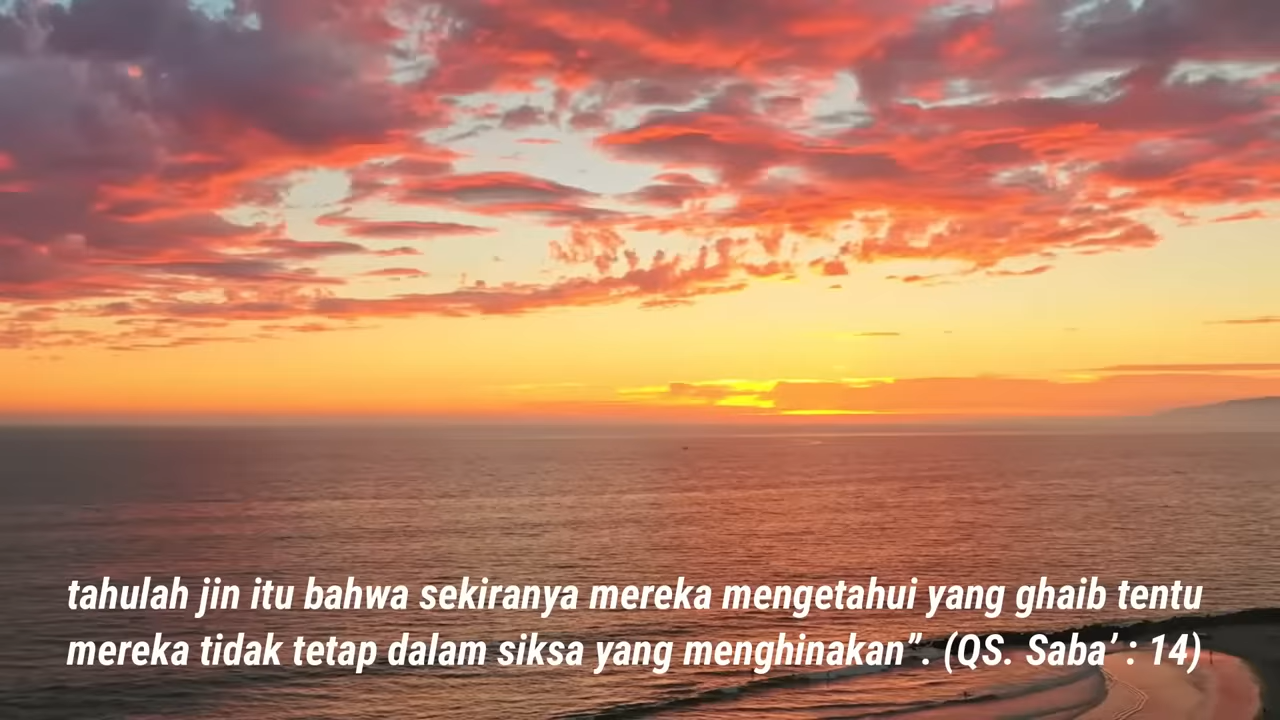 tahulah jin itu bahwa sekiranya mereka mengetahui yang ghaib tentu
mereka tidak tetap dalam siksa yang menghinakan”. (QS. Saba’ : 14)